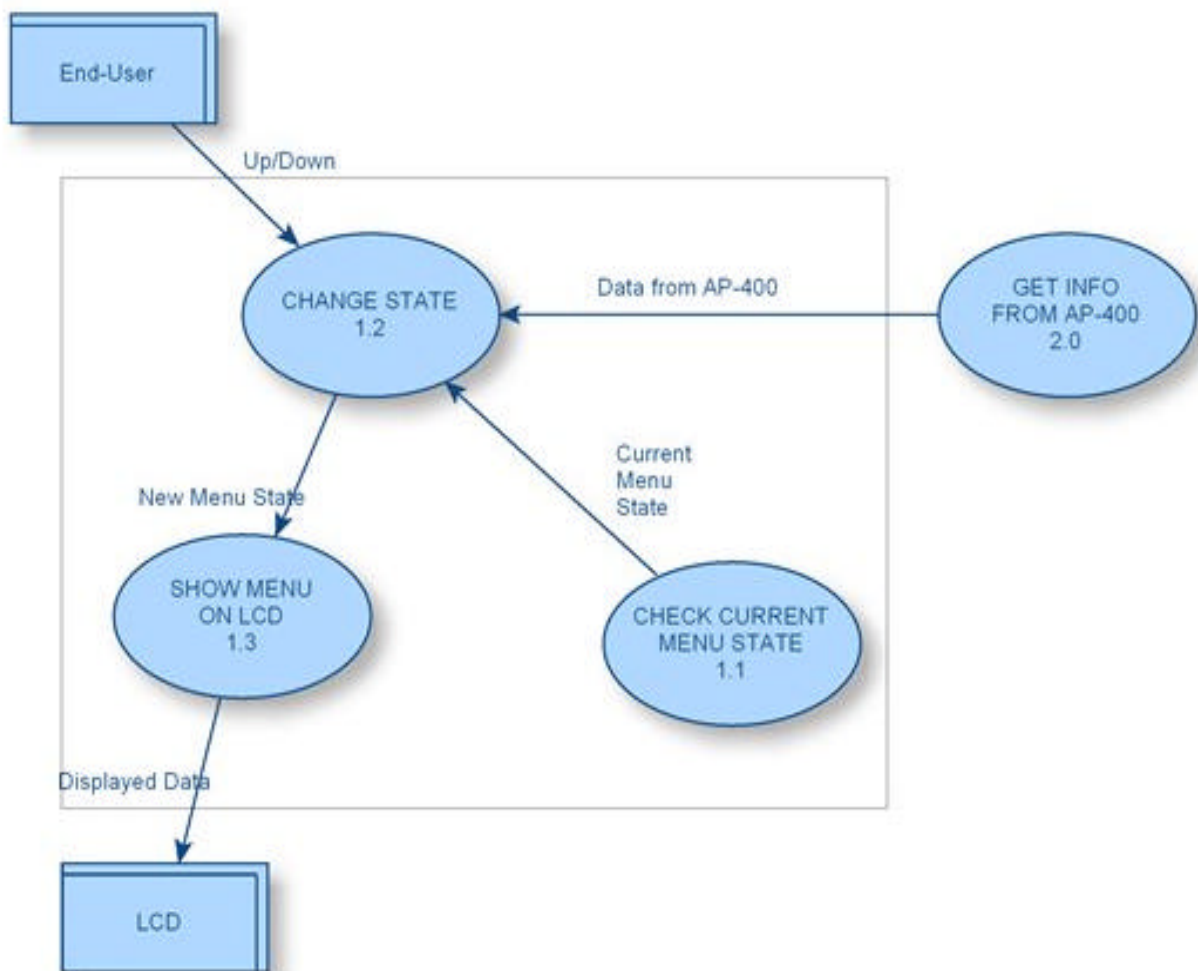 End-User
Up/Down
CHANGE STATE
1.2
Data from AP-400
GET INFO
FROM AP-400
2.0
Current
Menu
State
New Menu State
SHOW MENU
ON LCD
1.3
CHECK CURRENT
MENU STATE
1.1
Displayed Data
LCD